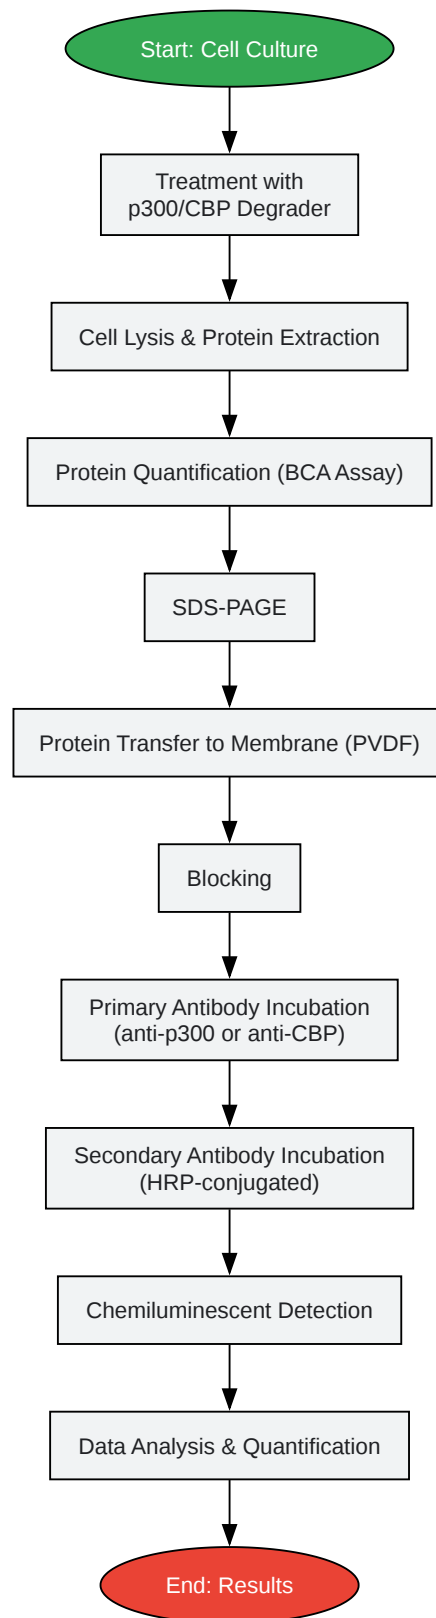 Start: Cell Culture
Treatment with
p300/CBP Degrader
Cell Lysis & Protein Extraction
Protein Quantification (BCA Assay)
SDS-PAGE
Protein Transfer to Membrane (PVDF)
Blocking
Primary Antibody Incubation
(anti-p300 or anti-CBP)
Secondary Antibody Incubation
(HRP-conjugated)
Chemiluminescent Detection
Data Analysis & Quantification
End: Results